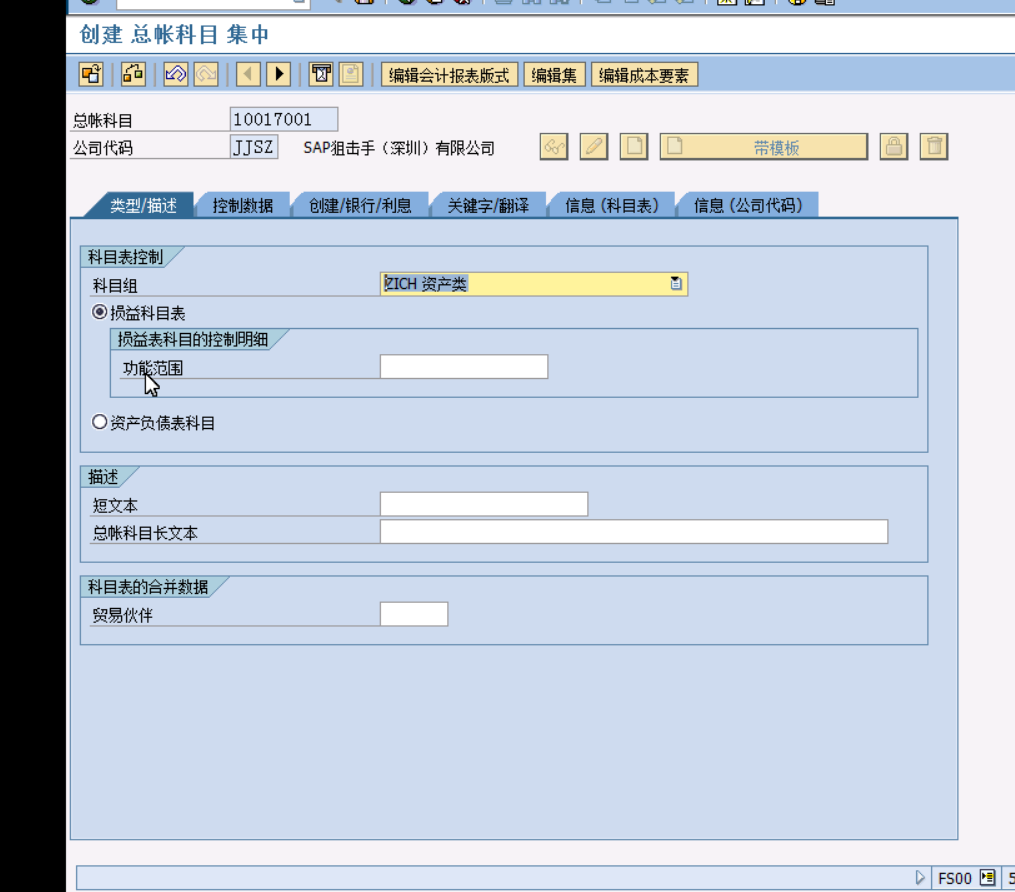 创建 总帐科目 集中
编辑会计报表版式 编辑集 编辑成本要素
总帐科目 10017001
公司代码 JJSZ SAP狙击手（深圳）有限公司 带模板
类型/描述 控制数据 创建/银行/利息 关键字/翻译 信息(科目表) 信息(公司代码)
科目表控制
科目组 ZICH 资产类
损益科目表
损益表科目的控制明细
功能范围
资产负债表科目
描述
短文本
总帐科目长文本
科目表的合并数据
贸易伙伴
FS00